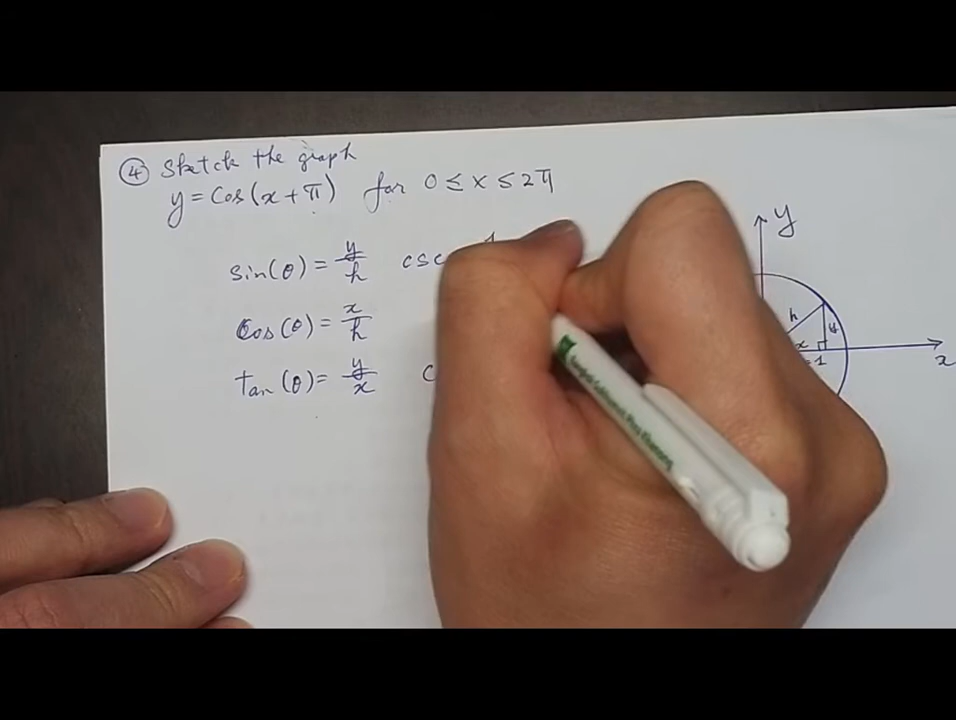 ④ Sketch the graph
y = Cos(x + π) for 0 ≤ x ≤ 2π
sin(θ) = y/h csc
Cos(θ) = x/h
tan(θ) = y/x c
y
h
y
x
1
x